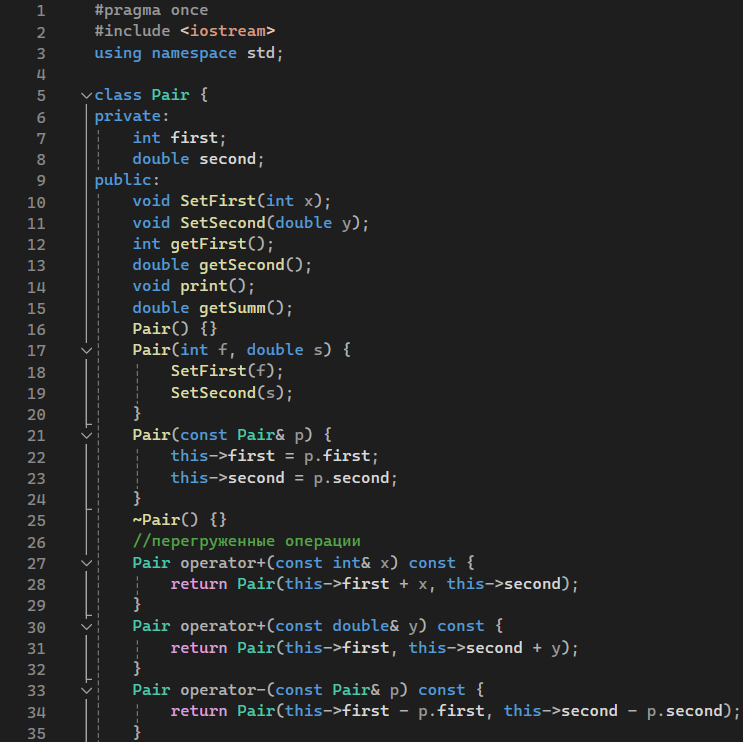 1 #pragma once
2 #include <iostream>
3 using namespace std;
4
5 class Pair {
6 private:
7 int first;
8 double second;
9 public:
10 void SetFirst(int x);
11 void SetSecond(double y);
12 int getFirst();
13 double getSecond();
14 void print();
15 double getSumm();
16 Pair() {}
17 Pair(int f, double s) {
18 SetFirst(f);
19 SetSecond(s);
20 }
21 Pair(const Pair& p) {
22 this->first = p.first;
23 this->second = p.second;
24 }
25 ~Pair() {}
26 //перегруженные операции
27 Pair operator+(const int& x) const {
28 return Pair(this->first + x, this->second);
29 }
30 Pair operator+(const double& y) const {
31 return Pair(this->first, this->second + y);
32 }
33 Pair operator-(const Pair& p) const {
34 return Pair(this->first - p.first, this->second - p.second);
35 }